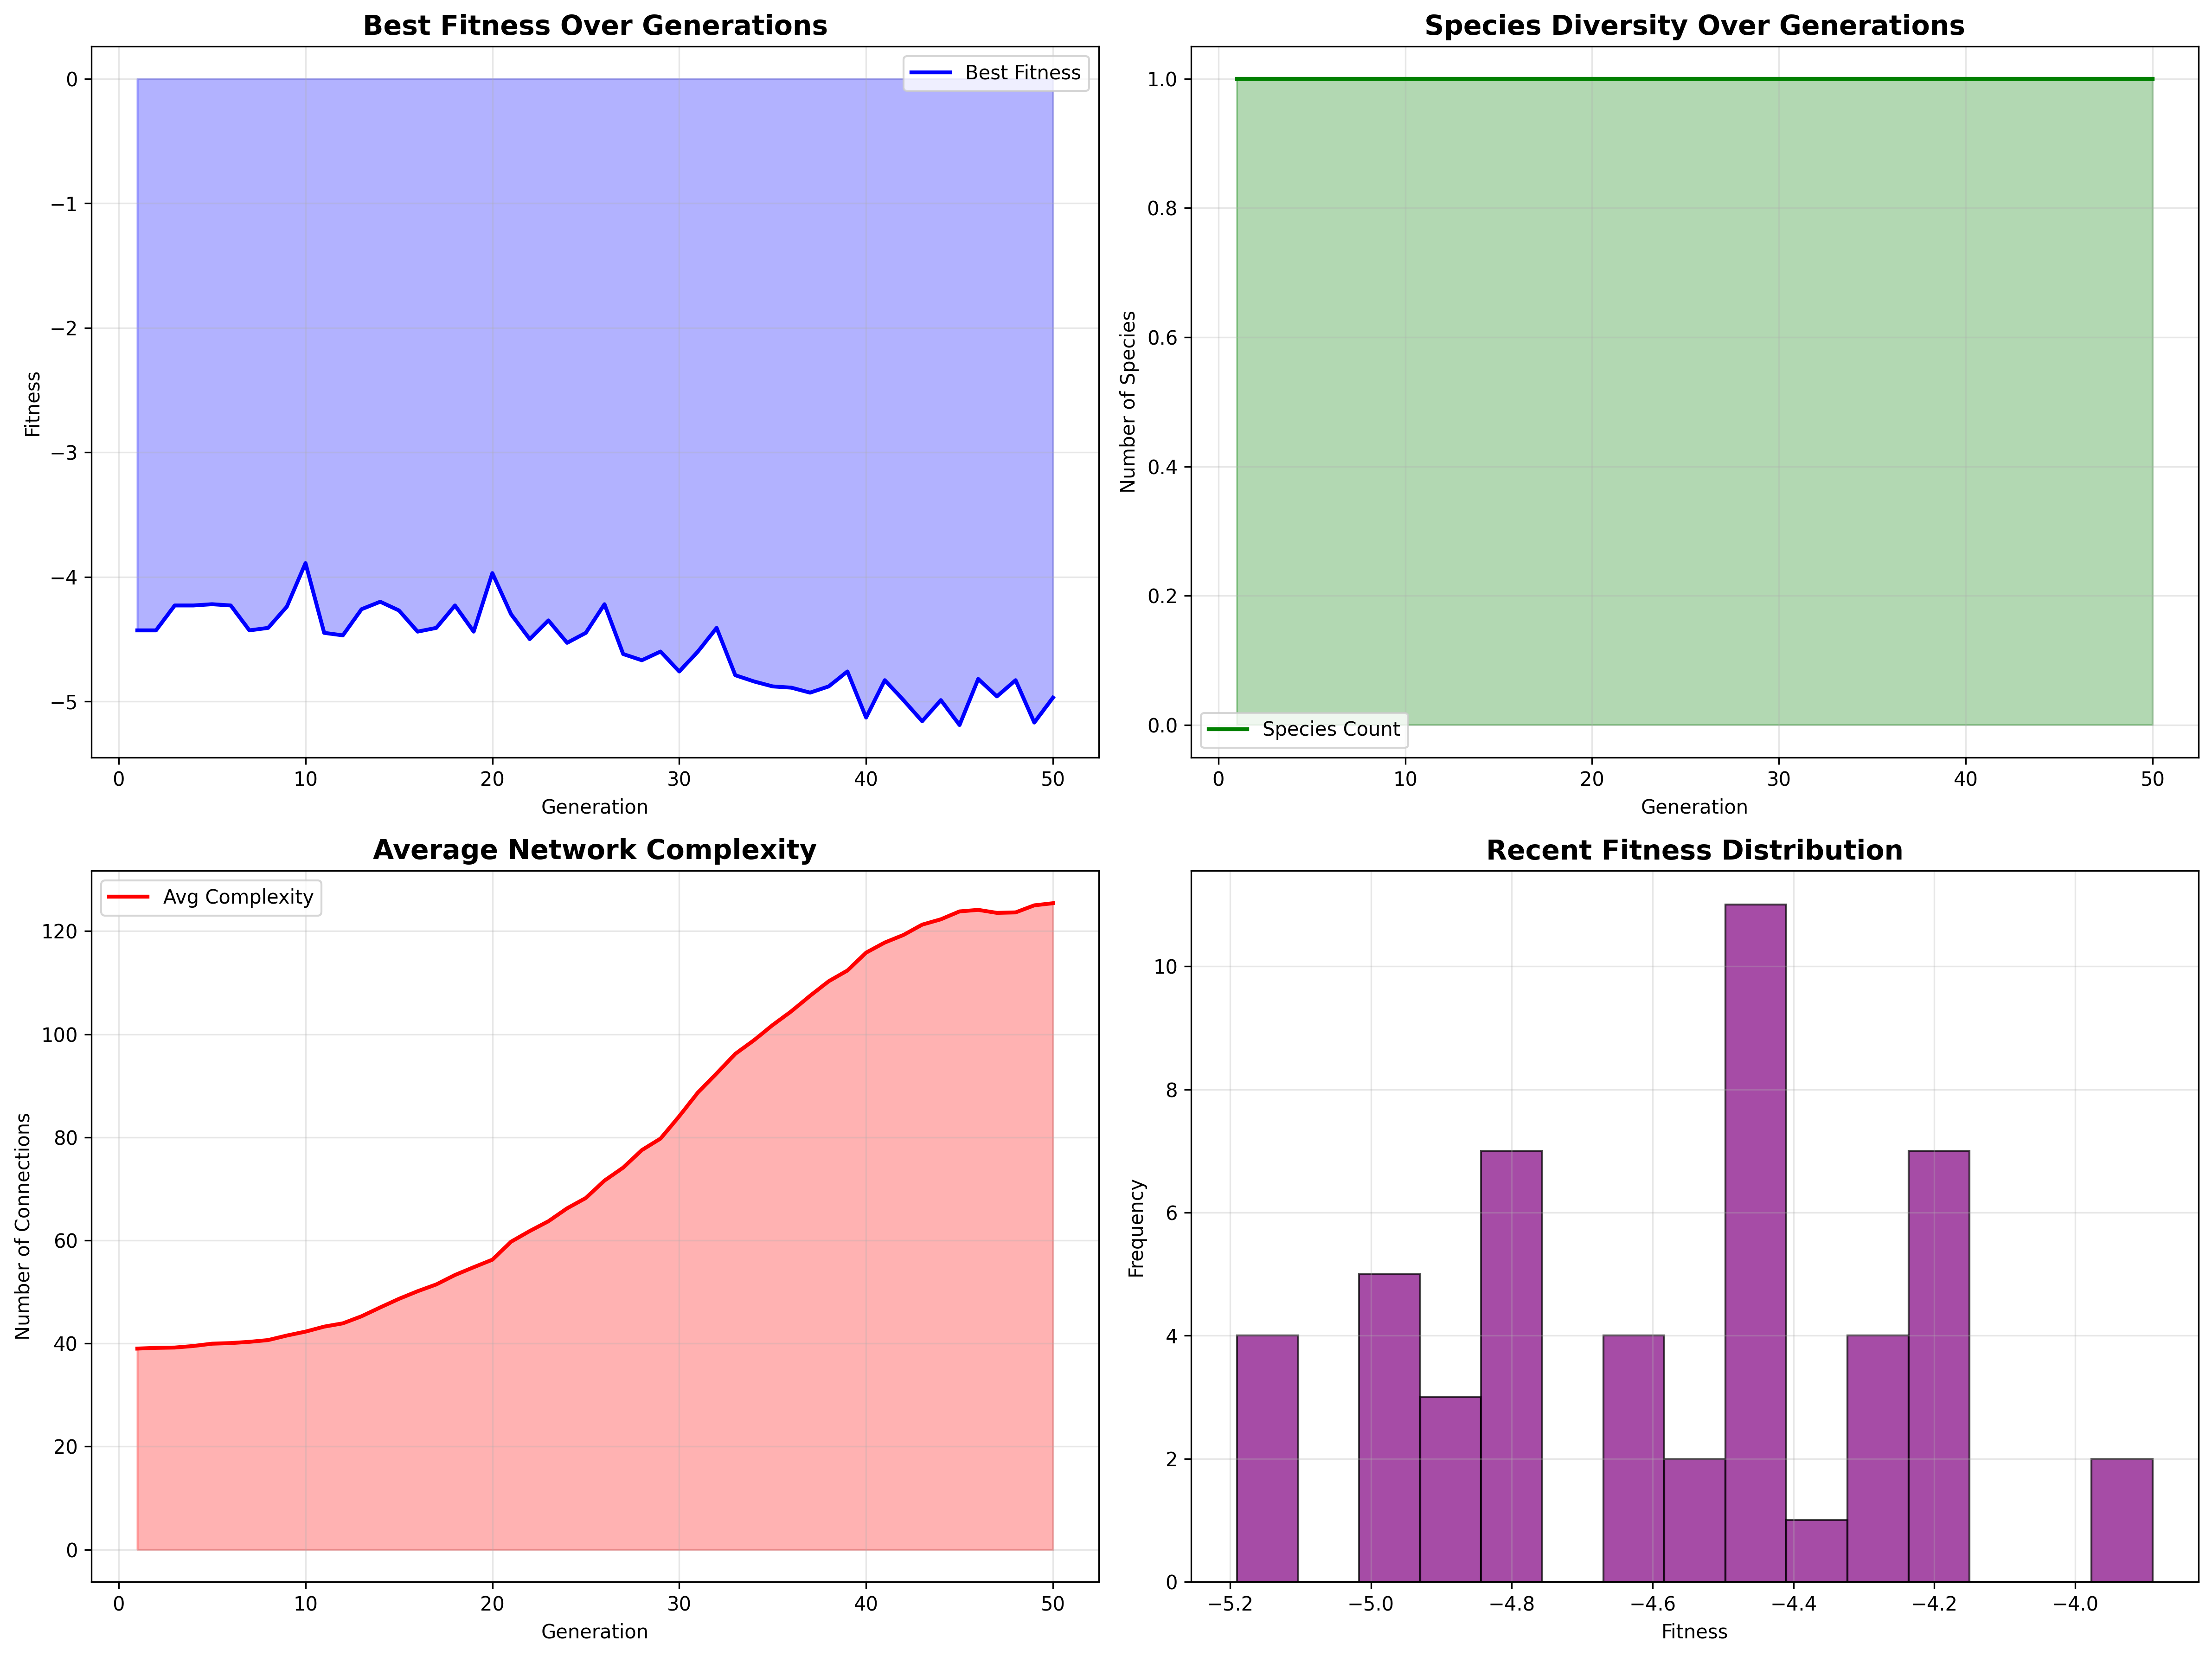 Best Fitness Over Generations
Best Fitness
0
−1
−2
−3
−4
−5
Fitness
0 10 20 30 40 50
Generation
Species Diversity Over Generations
1.0
0.8
0.6
0.4
0.2
0.0
Number of Species
Species Count
0 10 20 30 40 50
Generation
Average Network Complexity
Avg Complexity
120
100
80
60
40
20
0
Number of Connections
0 10 20 30 40 50
Generation
Recent Fitness Distribution
10
8
6
4
2
0
Frequency
−5.2 −5.0 −4.8 −4.6 −4.4 −4.2 −4.0
Fitness